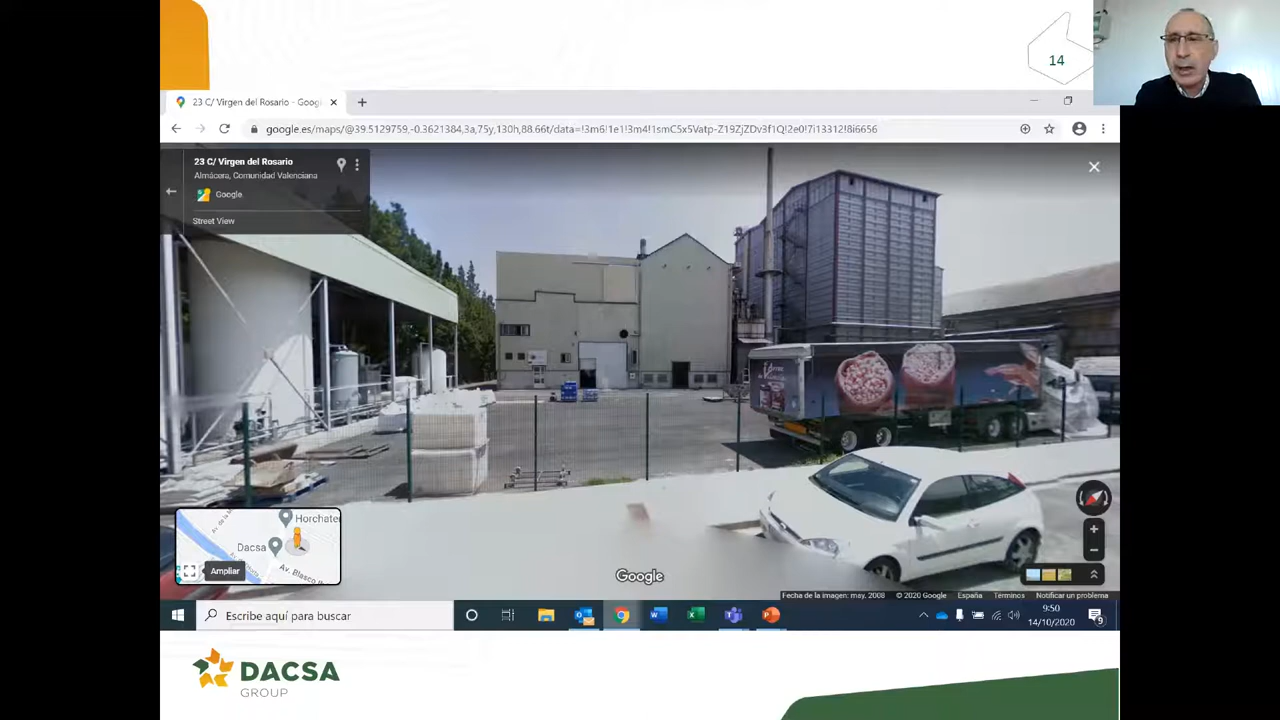 14
23 C/ Virgen del Rosario - Googl
google.es/maps/@39.5129759,-0.3621384,3a,75y,130h,88.66t/data=!3m6!1e1!3m4!1smC5x5Vatp-Z19ZjZDv3f1Q!2e0!7i13312!8i6656
23 C/ Virgen del Rosario
Almàcera, Comunidad Valenciana
Google
Street View
Horchate
Dacsa
Av. Blasco
Ampliar
Google
Fecha de la imagen: may. 2008 © 2020 Google España Términos Notificar un problema
Escribe aquí para buscar
9:50
14/10/2020
9
DACSA
GROUP